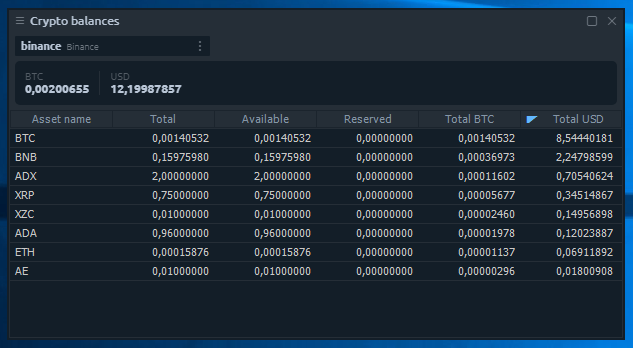 Crypto balances
binance Binance
BTC USD
0,00200655 12,19987857
Asset name Total Available Reserved Total BTC Total USD
BTC 0,00140532 0,00140532 0,00000000 0,00140532 8,54440181
BNB 0,15975980 0,15975980 0,00000000 0,00036973 2,24798599
ADX 2,00000000 2,00000000 0,00000000 0,00011602 0,70540624
XRP 0,75000000 0,75000000 0,00000000 0,00005677 0,34514867
XZC 0,01000000 0,01000000 0,00000000 0,00002460 0,14956898
ADA 0,96000000 0,96000000 0,00000000 0,00001978 0,12023887
ETH 0,00015876 0,00015876 0,00000000 0,00001137 0,06911892
AE 0,01000000 0,01000000 0,00000000 0,00000296 0,01800908